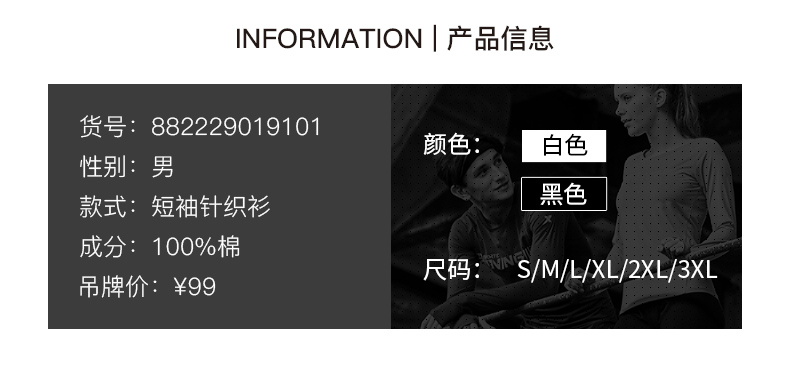 INFORMATION | 产品信息
货号：882229019101
性别：男
款式：短袖针织衫
成分：100%棉
吊牌价：¥99
颜色：
白色
黑色
尺码： S/M/L/XL/2XL/3XL